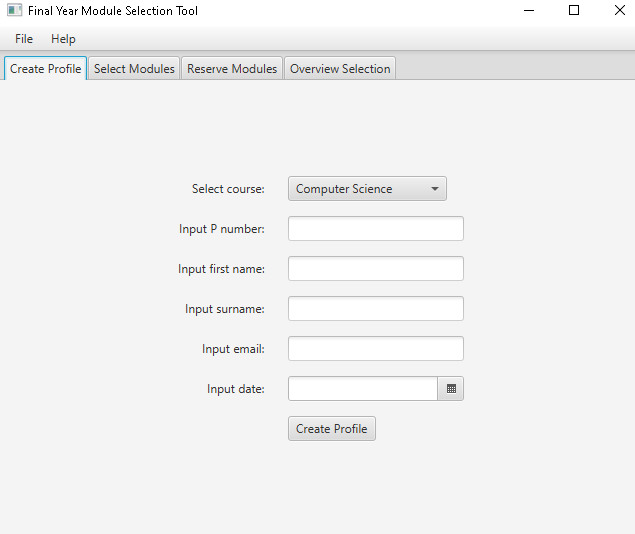 Final Year Module Selection Tool
File Help
Create Profile Select Modules Reserve Modules Overview Selection
Select course: Computer Science
Input P number:
Input first name:
Input surname:
Input email:
Input date:
Create Profile